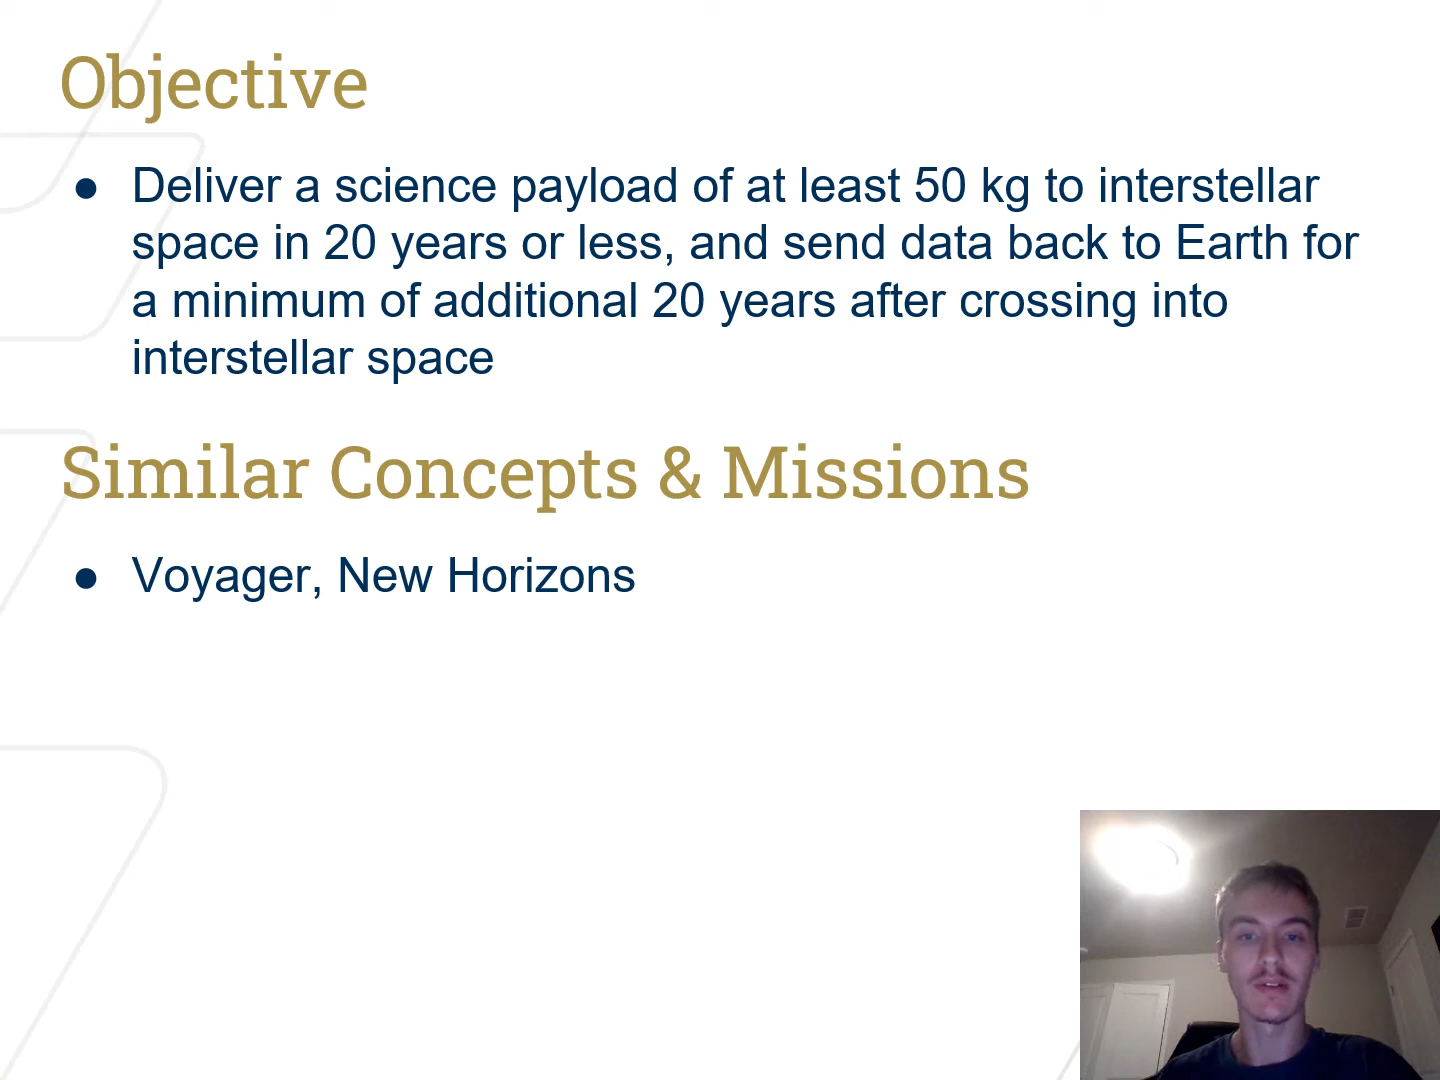 Objective
● Deliver a science payload of at least 50 kg to interstellar
space in 20 years or less, and send data back to Earth for
a minimum of additional 20 years after crossing into
interstellar space
Similar Concepts & Missions
● Voyager, New Horizons